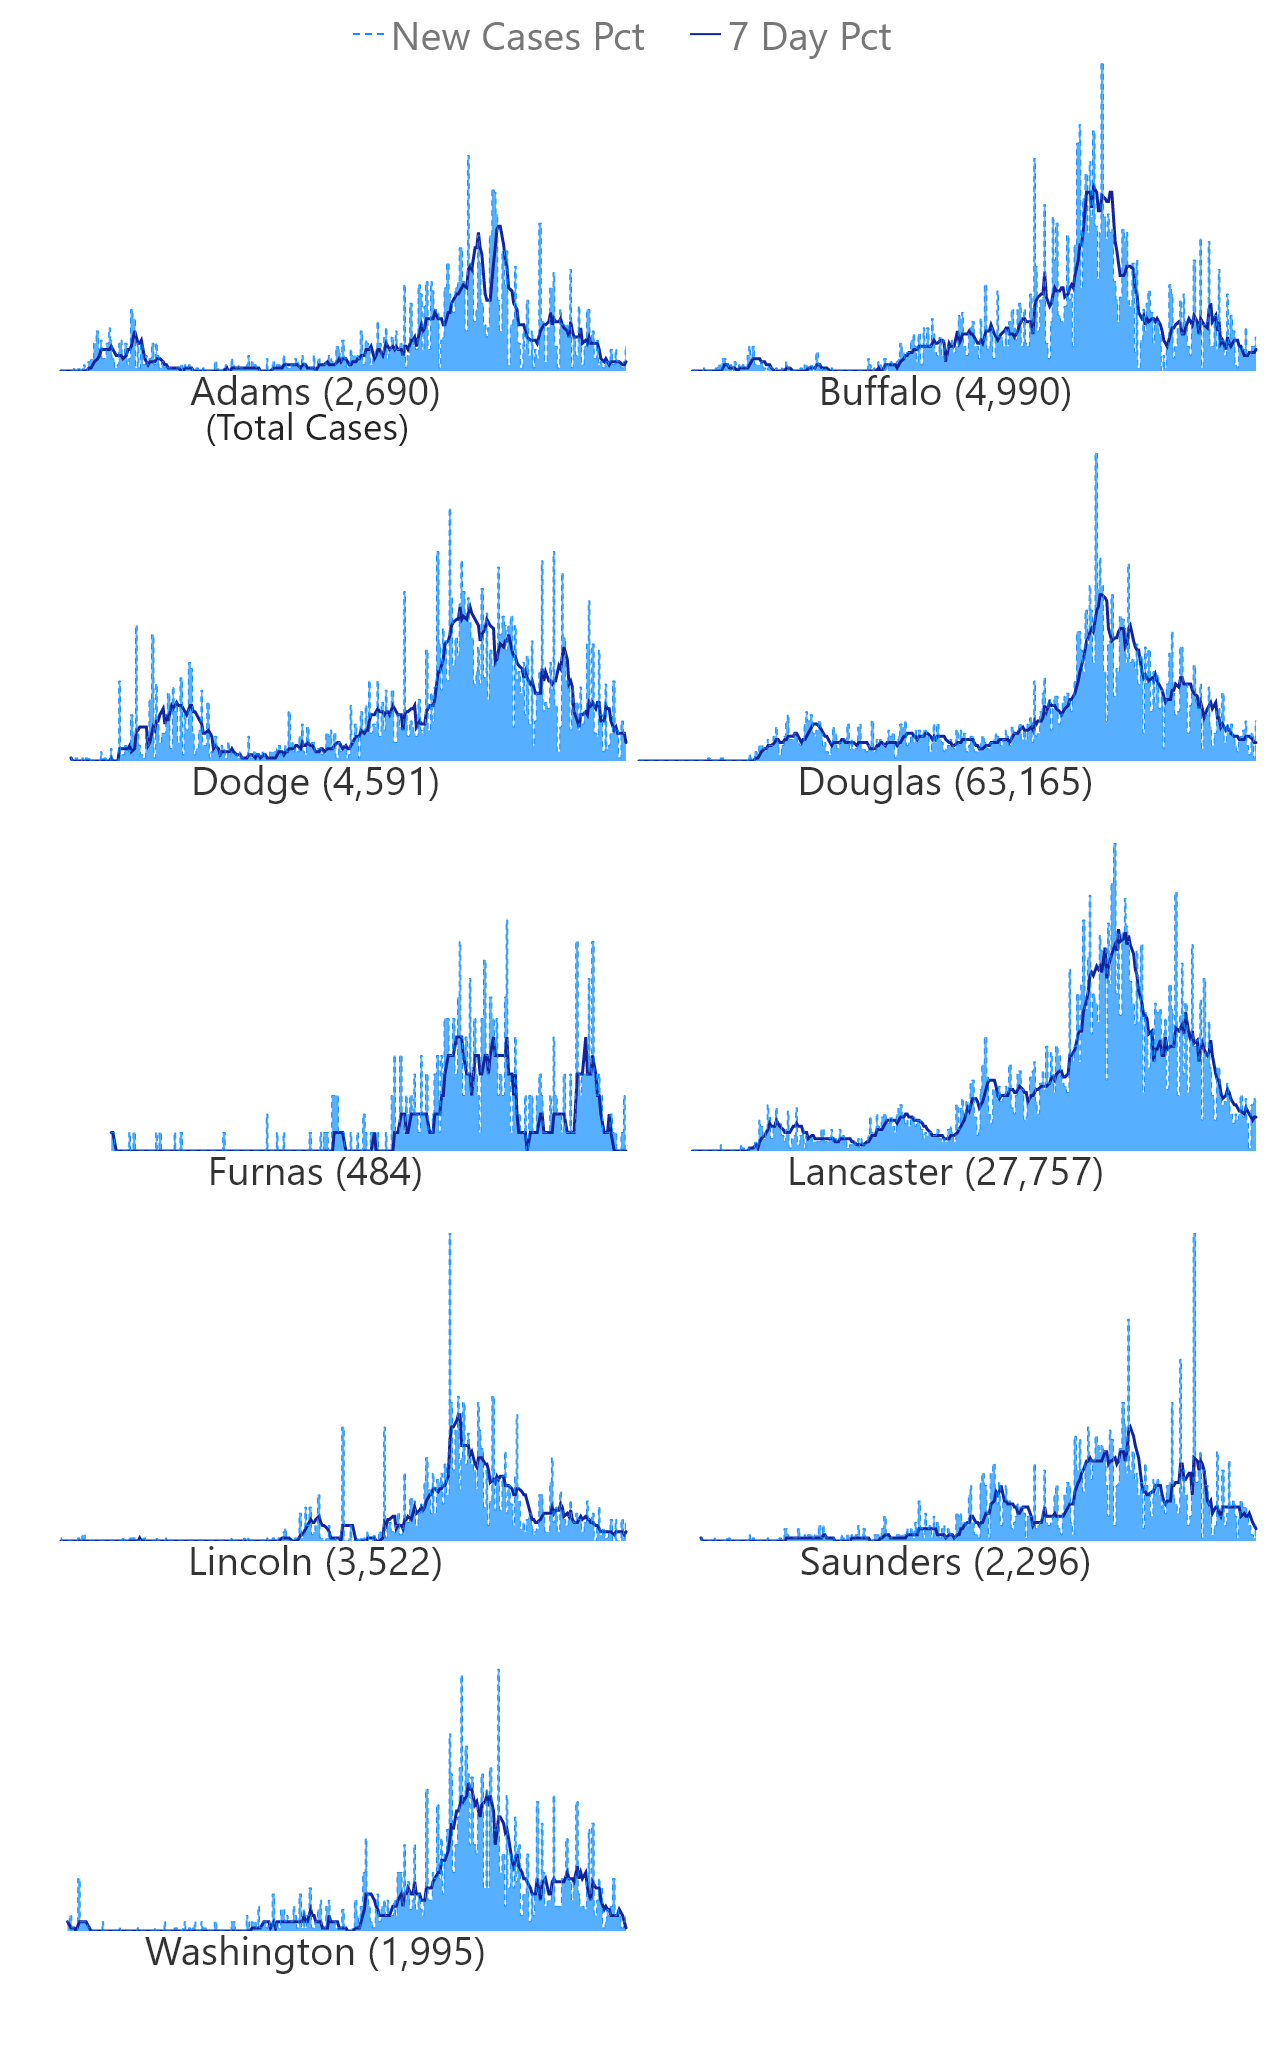 New Cases Pct 7 Day Pct
Adams (2,690)
(Total Cases)
Buffalo (4,990)
Dodge (4,591)
Douglas (63,165)
Furnas (484)
Lancaster (27,757)
Lincoln (3,522)
Saunders (2,296)
Washington (1,995)